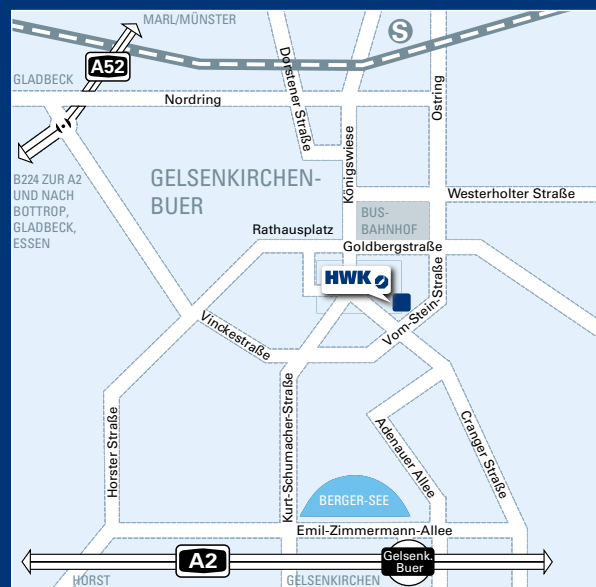 MARL/MÜNSTER
S
A52
GLADBECK
Nordring
Dorstener Straße
Königswiese
Ostring
B224 ZUR A2
UND NACH
BOTTROP,
GLADBECK,
ESSEN
GELSENKIRCHEN-
BUER
Westerholter Straße
BUS-
BAHNHOF
Rathausplatz
Goldbergstraße
HWK
Vom-Stein-Straße
Vinckestraße
Horster Straße
Kurt-Schumacher-Straße
Adenauer Allee
Cranger Straße
BERGER-SEE
Emil-Zimmermann-Allee
A2
Gelsenk.
Buer
HORST
GELSENKIRCHEN